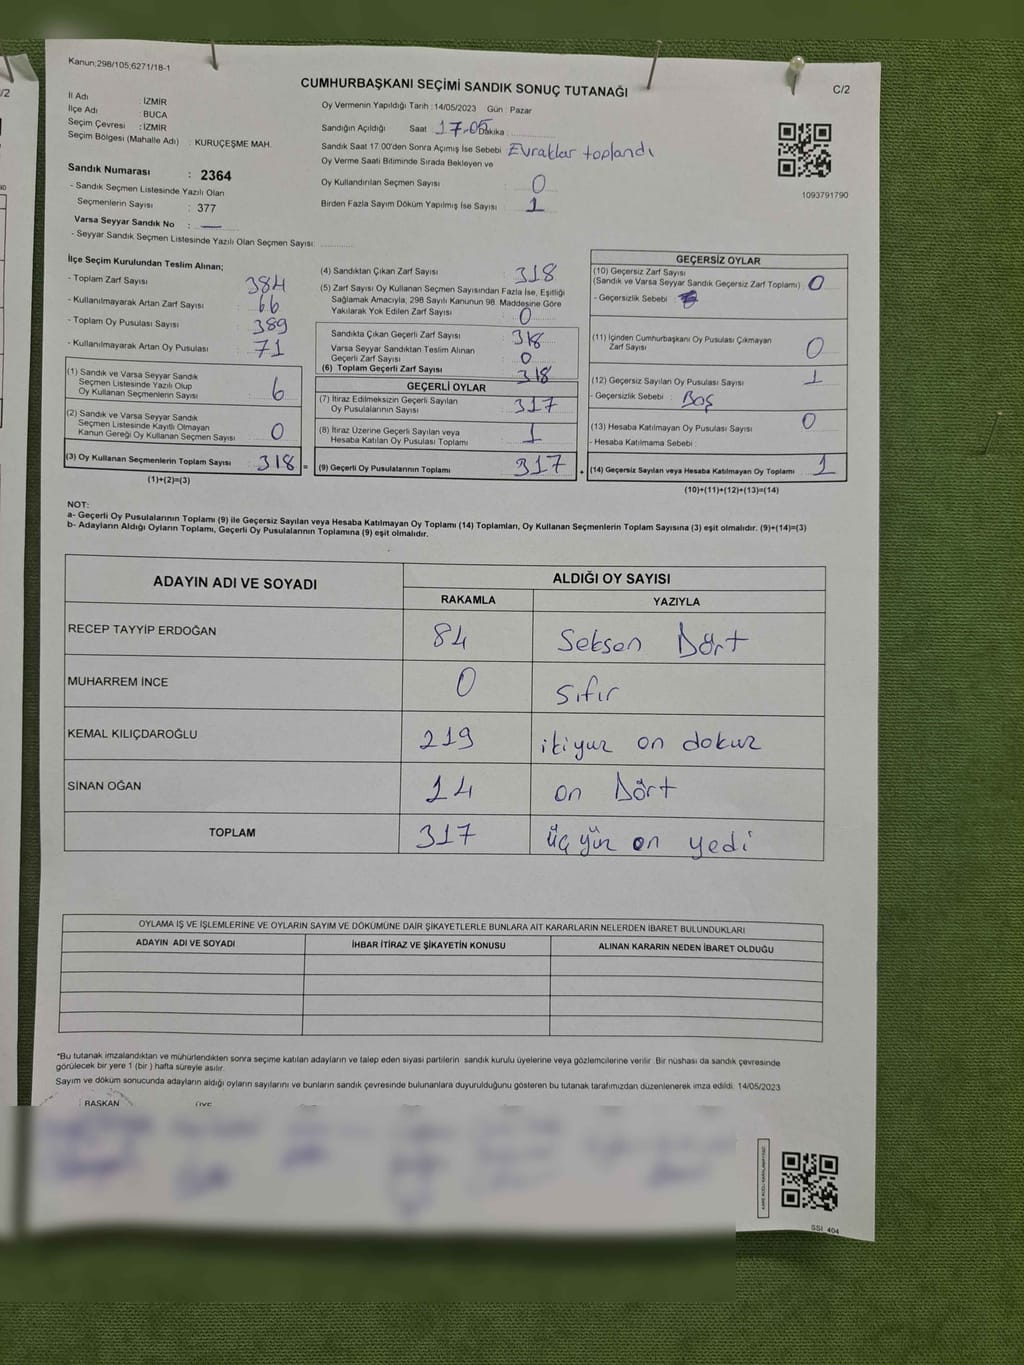 Kanun;298/105;6271/18-1
/2
C/2
CUMHURBAŞKANI SEÇİMİ SANDIK SONUÇ TUTANAĞI
İl Adı : İZMİR
İlçe Adı : BUCA
Seçim Çevresi : İZMİR
Seçim Bölgesi (Mahalle Adı) : KURUÇEŞME MAH.
Sandık Numarası : 2364
- Sandık Seçmen Listesinde Yazılı Olan
Seçmenlerin Sayısı : 377
Varsa Seyyar Sandık No : —
- Seyyar Sandık Seçmen Listesinde Yazılı Olan Seçmen Sayısı:
Oy Vermenin Yapıldığı Tarih : 14/05/2023 Gün : Pazar
Sandığın Açıldığı Saat 17.05 Dakika :
Sandık Saat 17:00'den Sonra Açımış İse Sebebi Evraklar toplandı
Oy Verme Saati Bitiminde Sırada Bekleyen ve
Oy Kullandırılan Seçmen Sayısı : 0
Birden Fazla Sayım Döküm Yapılmış İse Sayısı : 1
1093791790
İlçe Seçim Kurulundan Teslim Alınan;
- Toplam Zarf Sayısı : 384
- Kullanılmayarak Artan Zarf Sayısı : 66
- Toplam Oy Pusulası Sayısı : 389
- Kullanılmayarak Artan Oy Pusulası : 71
(1) Sandık ve Varsa Seyyar Sandık
Seçmen Listesinde Yazılı Olup
Oy Kullanan Seçmenlerin Sayısı : 6
(2) Sandık ve Varsa Seyyar Sandık
Seçmen Listesinde Kayıtlı Olmayan
Kanun Gereği Oy Kullanan Seçmen Sayısı : 0
(3) Oy Kullanan Seçmenlerin Toplam Sayısı : 318 =
(1)+(2)=(3)
(4) Sandıktan Çıkan Zarf Sayısı : 318
(5) Zarf Sayısı Oy Kullanan Seçmen Sayısından Fazla İse, Eşitliği
Sağlamak Amacıyla; 298 Sayılı Kanunun 98. Maddesine Göre
Yakılarak Yok Edilen Zarf Sayısı : 0
Sandıkta Çıkan Geçerli Zarf Sayısı : 318
Varsa Seyyar Sandıktan Teslim Alınan
Geçerli Zarf Sayısı : 0
(6) Toplam Geçerli Zarf Sayısı : 318
GEÇERLİ OYLAR
(7) İtiraz Edilmeksizin Geçerli Sayılan
Oy Pusulalarının Sayısı : 317
(8) İtiraz Üzerine Geçerli Sayılan veya
Hesaba Katılan Oy Pusulası Toplamı : 1
(9) Geçerli Oy Pusulalarının Toplamı : 317 +
GEÇERSİZ OYLAR
(10) Geçersiz Zarf Sayısı
(Sandık ve Varsa Seyyar Sandık Geçersiz Zarf Toplamı) : 0
- Geçersizlik Sebebi :
(11) İçinden Cumhurbaşkanı Oy Pusulası Çıkmayan
Zarf Sayısı : 0
(12) Geçersiz Sayılan Oy Pusulası Sayısı : 1
- Geçersizlik Sebebi : Boş
(13) Hesaba Katılmayan Oy Pusulası Sayısı : 0
- Hesaba Katılmama Sebebi :
(14) Geçersiz Sayılan veya Hesaba Katılmayan Oy Toplamı : 1
(10)+(11)+(12)+(13)=(14)
NOT:
a- Geçerli Oy Pusulalarının Toplamı (9) ile Geçersiz Sayılan veya Hesaba Katılmayan Oy Toplamı (14) Toplamları, Oy Kullanan Seçmenlerin Toplam Sayısına (3) eşit olmalıdır. (9)+(14)=(3)
b- Adayların Aldığı Oyların Toplamı, Geçerli Oy Pusulalarının Toplamına (9) eşit olmalıdır.
ADAYIN ADI VE SOYADI
ALDIĞI OY SAYISI
RAKAMLA YAZIYLA
RECEP TAYYİP ERDOĞAN 84 Seksen Dört
MUHARREM İNCE 0 sıfır
KEMAL KILIÇDAROĞLU 219 ikiyuz on dokuz
SİNAN OĞAN 14 on Dört
TOPLAM 317 üç yüz on yedi
OYLAMA İŞ VE İŞLEMLERİNE VE OYLARIN SAYIM VE DÖKÜMÜNE DAİR ŞİKAYETLERLE BUNLARA AİT KARARLARIN NELERDEN İBARET BULUNDUKLARI
ADAYIN ADI VE SOYADI İHBAR İTİRAZ VE ŞİKAYETİN KONUSU ALINAN KARARIN NEDEN İBARET OLDUĞU
*Bu tutanak imzalandıktan ve mühürlendikten sonra seçime katılan adayların ve talep eden siyasi partilerin sandık kurulu üyelerine veya gözlemcilerine verilir. Bir nüshası da sandık çevresinde
görülecek bir yere 1 (bir ) hafta süreyle asılır.
Sayım ve döküm sonucunda adayların aldığı oyların sayılarını ve bunların sandık çevresinde bulunanlara duyurulduğunu gösteren bu tutanak tarafımızdan düzenlenerek imza edildi. 14/05/2023
BAŞKAN ÜYE
SSI 404